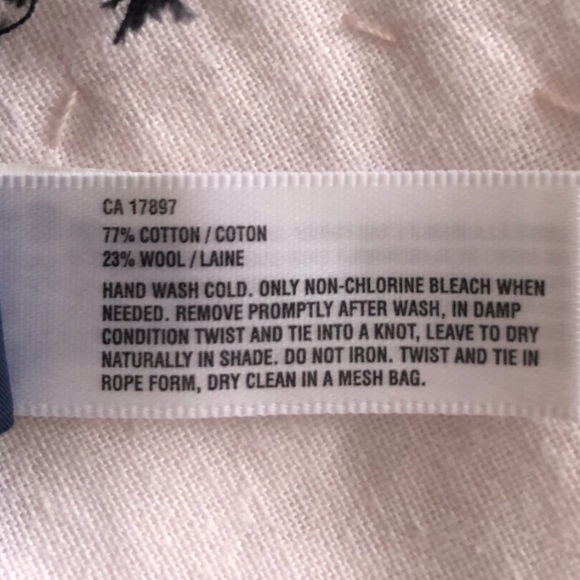 CA 17897
77% COTTON / COTON
23% WOOL / LAINE
HAND WASH COLD. ONLY NON-CHLORINE BLEACH WHEN
NEEDED. REMOVE PROMPTLY AFTER WASH, IN DAMP
CONDITION TWIST AND TIE INTO A KNOT, LEAVE TO DRY
NATURALLY IN SHADE. DO NOT IRON. TWIST AND TIE IN
ROPE FORM, DRY CLEAN IN A MESH BAG.